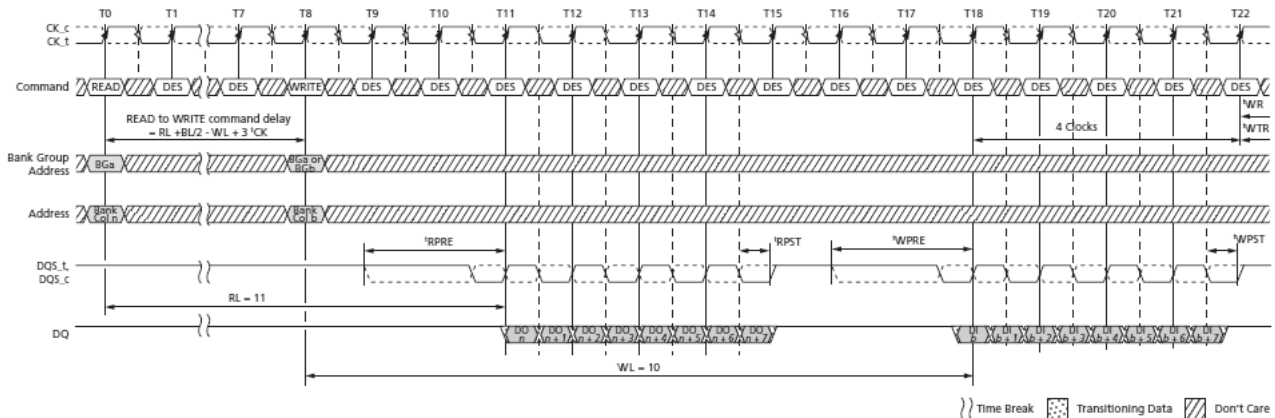 T0 T1 T7 T8 T9 T10 T11 T12 T13 T14 T15 T16 T17 T18 T19 T20 T21 T22
CK_c
CK_t
Command READ DES DES WRITE DES DES DES DES DES DES DES DES DES DES DES DES DES DES
READ to WRITE command delay
= RL +BL/2 - WL + 3 tCK
4 Clocks
tWR
tWTR
Bank Group
Address
BGa
BGa or
BGb
Address
Bank
Col n
Bank
Col b
tRPRE tRPST tWPRE tWPST
DQS_t,
DQS_c
RL = 11
DQ
DO
n
DO
n + 1
DO
n + 2
DO
n + 3
DO
n + 4
DO
n + 5
DO
n + 6
DO
n + 7
DI
b
DI
b + 1
DI
b + 2
DI
b + 3
DI
b + 4
DI
b + 5
DI
b + 6
DI
b + 7
WL = 10
Time Break Transitioning Data Don't Care